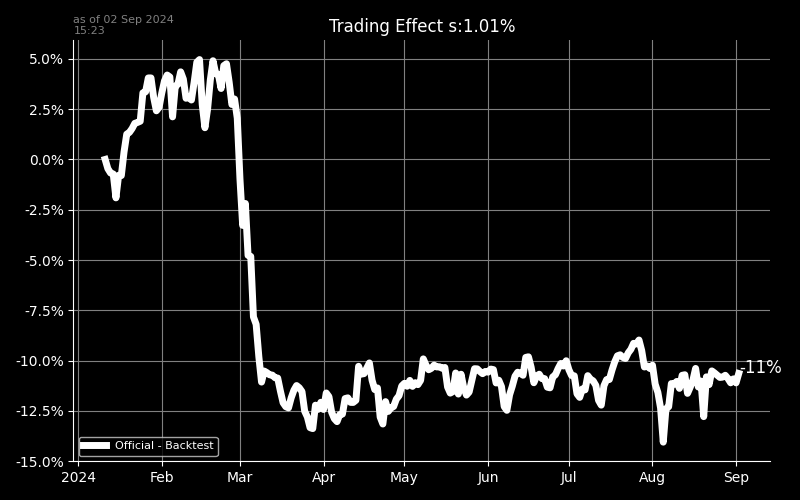 as of 02 Sep 2024
15:23
Trading Effect s:1.01%
5.0%
2.5%
0.0%
-2.5%
-5.0%
-7.5%
-10.0%
-12.5%
-15.0%
-11%
Official - Backtest
2024 Feb Mar Apr May Jun Jul Aug Sep